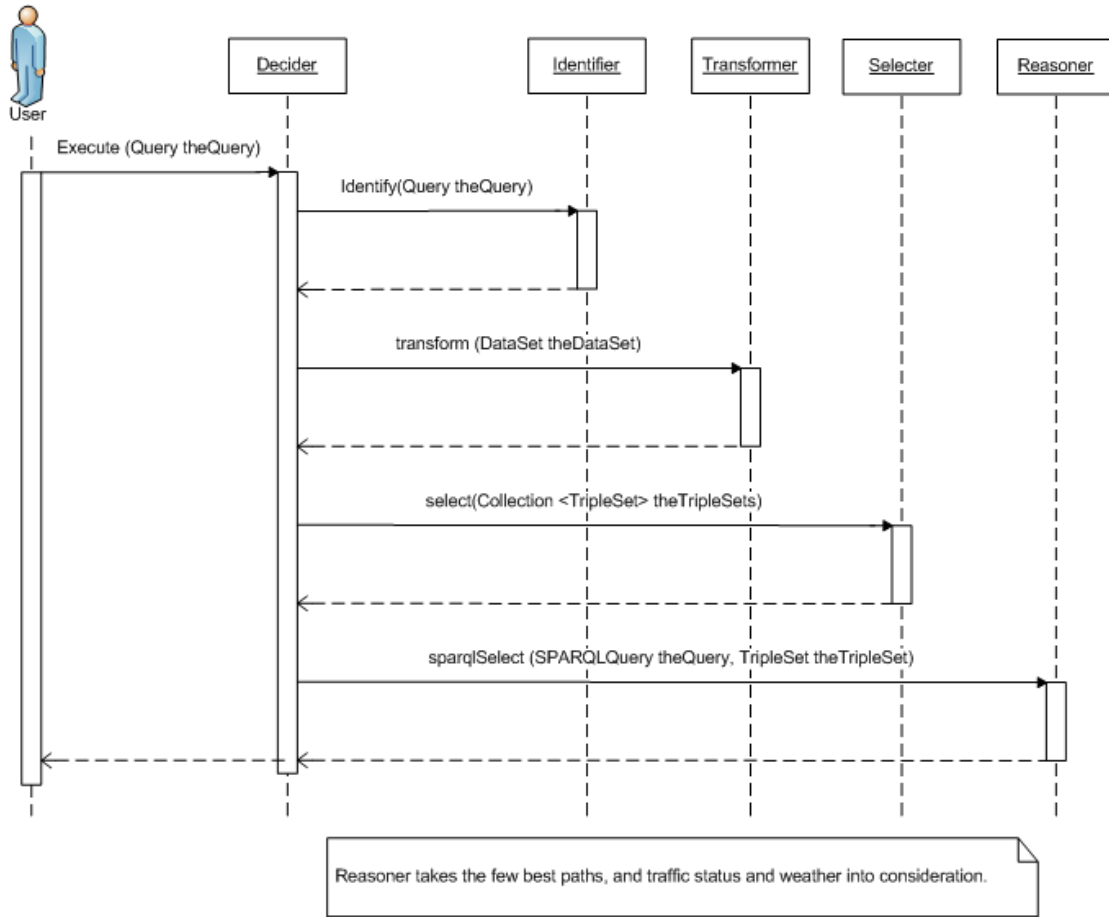 Decider
Identifier
Transformer
Selecter
Reasoner
User
Execute (Query theQuery)
Identify(Query theQuery)
transform (DataSet theDataSet)
select(Collection <TripleSet> theTripleSets)
sparqlSelect (SPARQLQuery theQuery, TripleSet theTripleSet)
Reasoner takes the few best paths, and traffic status and weather into consideration.